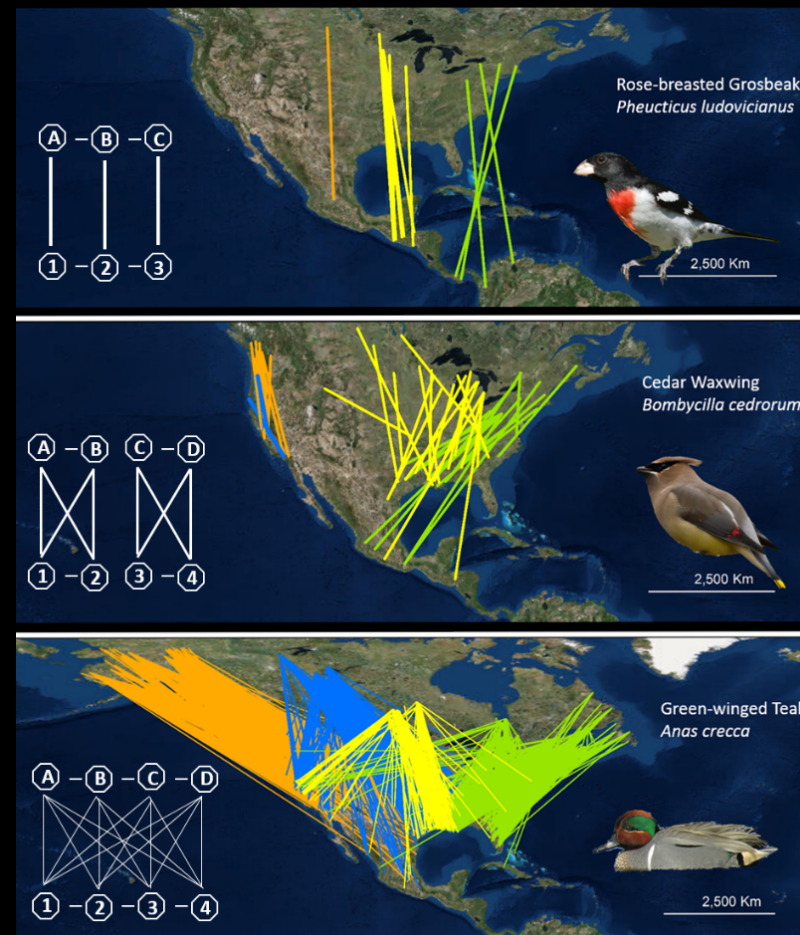 Rose-breasted Grosbeak
Pheucticus ludovicianus
A B C
1 2 3
2,500 Km
Cedar Waxwing
Bombycilla cedrorum
A B C D
1 2 3 4
2,500 Km
Green-winged Teal
Anas crecca
A B C D
1 2 3 4
2,500 Km